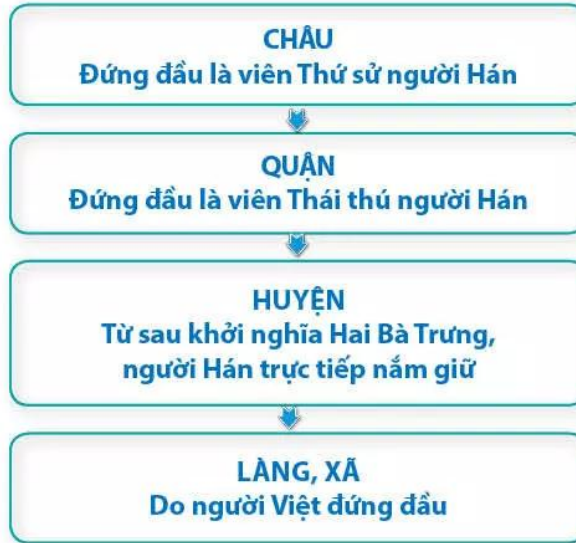 CHÂU
Đứng đầu là viên Thứ sử người Hán
QUẬN
Đứng đầu là viên Thái thú người Hán
HUYỆN
Từ sau khởi nghĩa Hai Bà Trưng,
người Hán trực tiếp nắm giữ
LÀNG, XÃ
Do người Việt đứng đầu